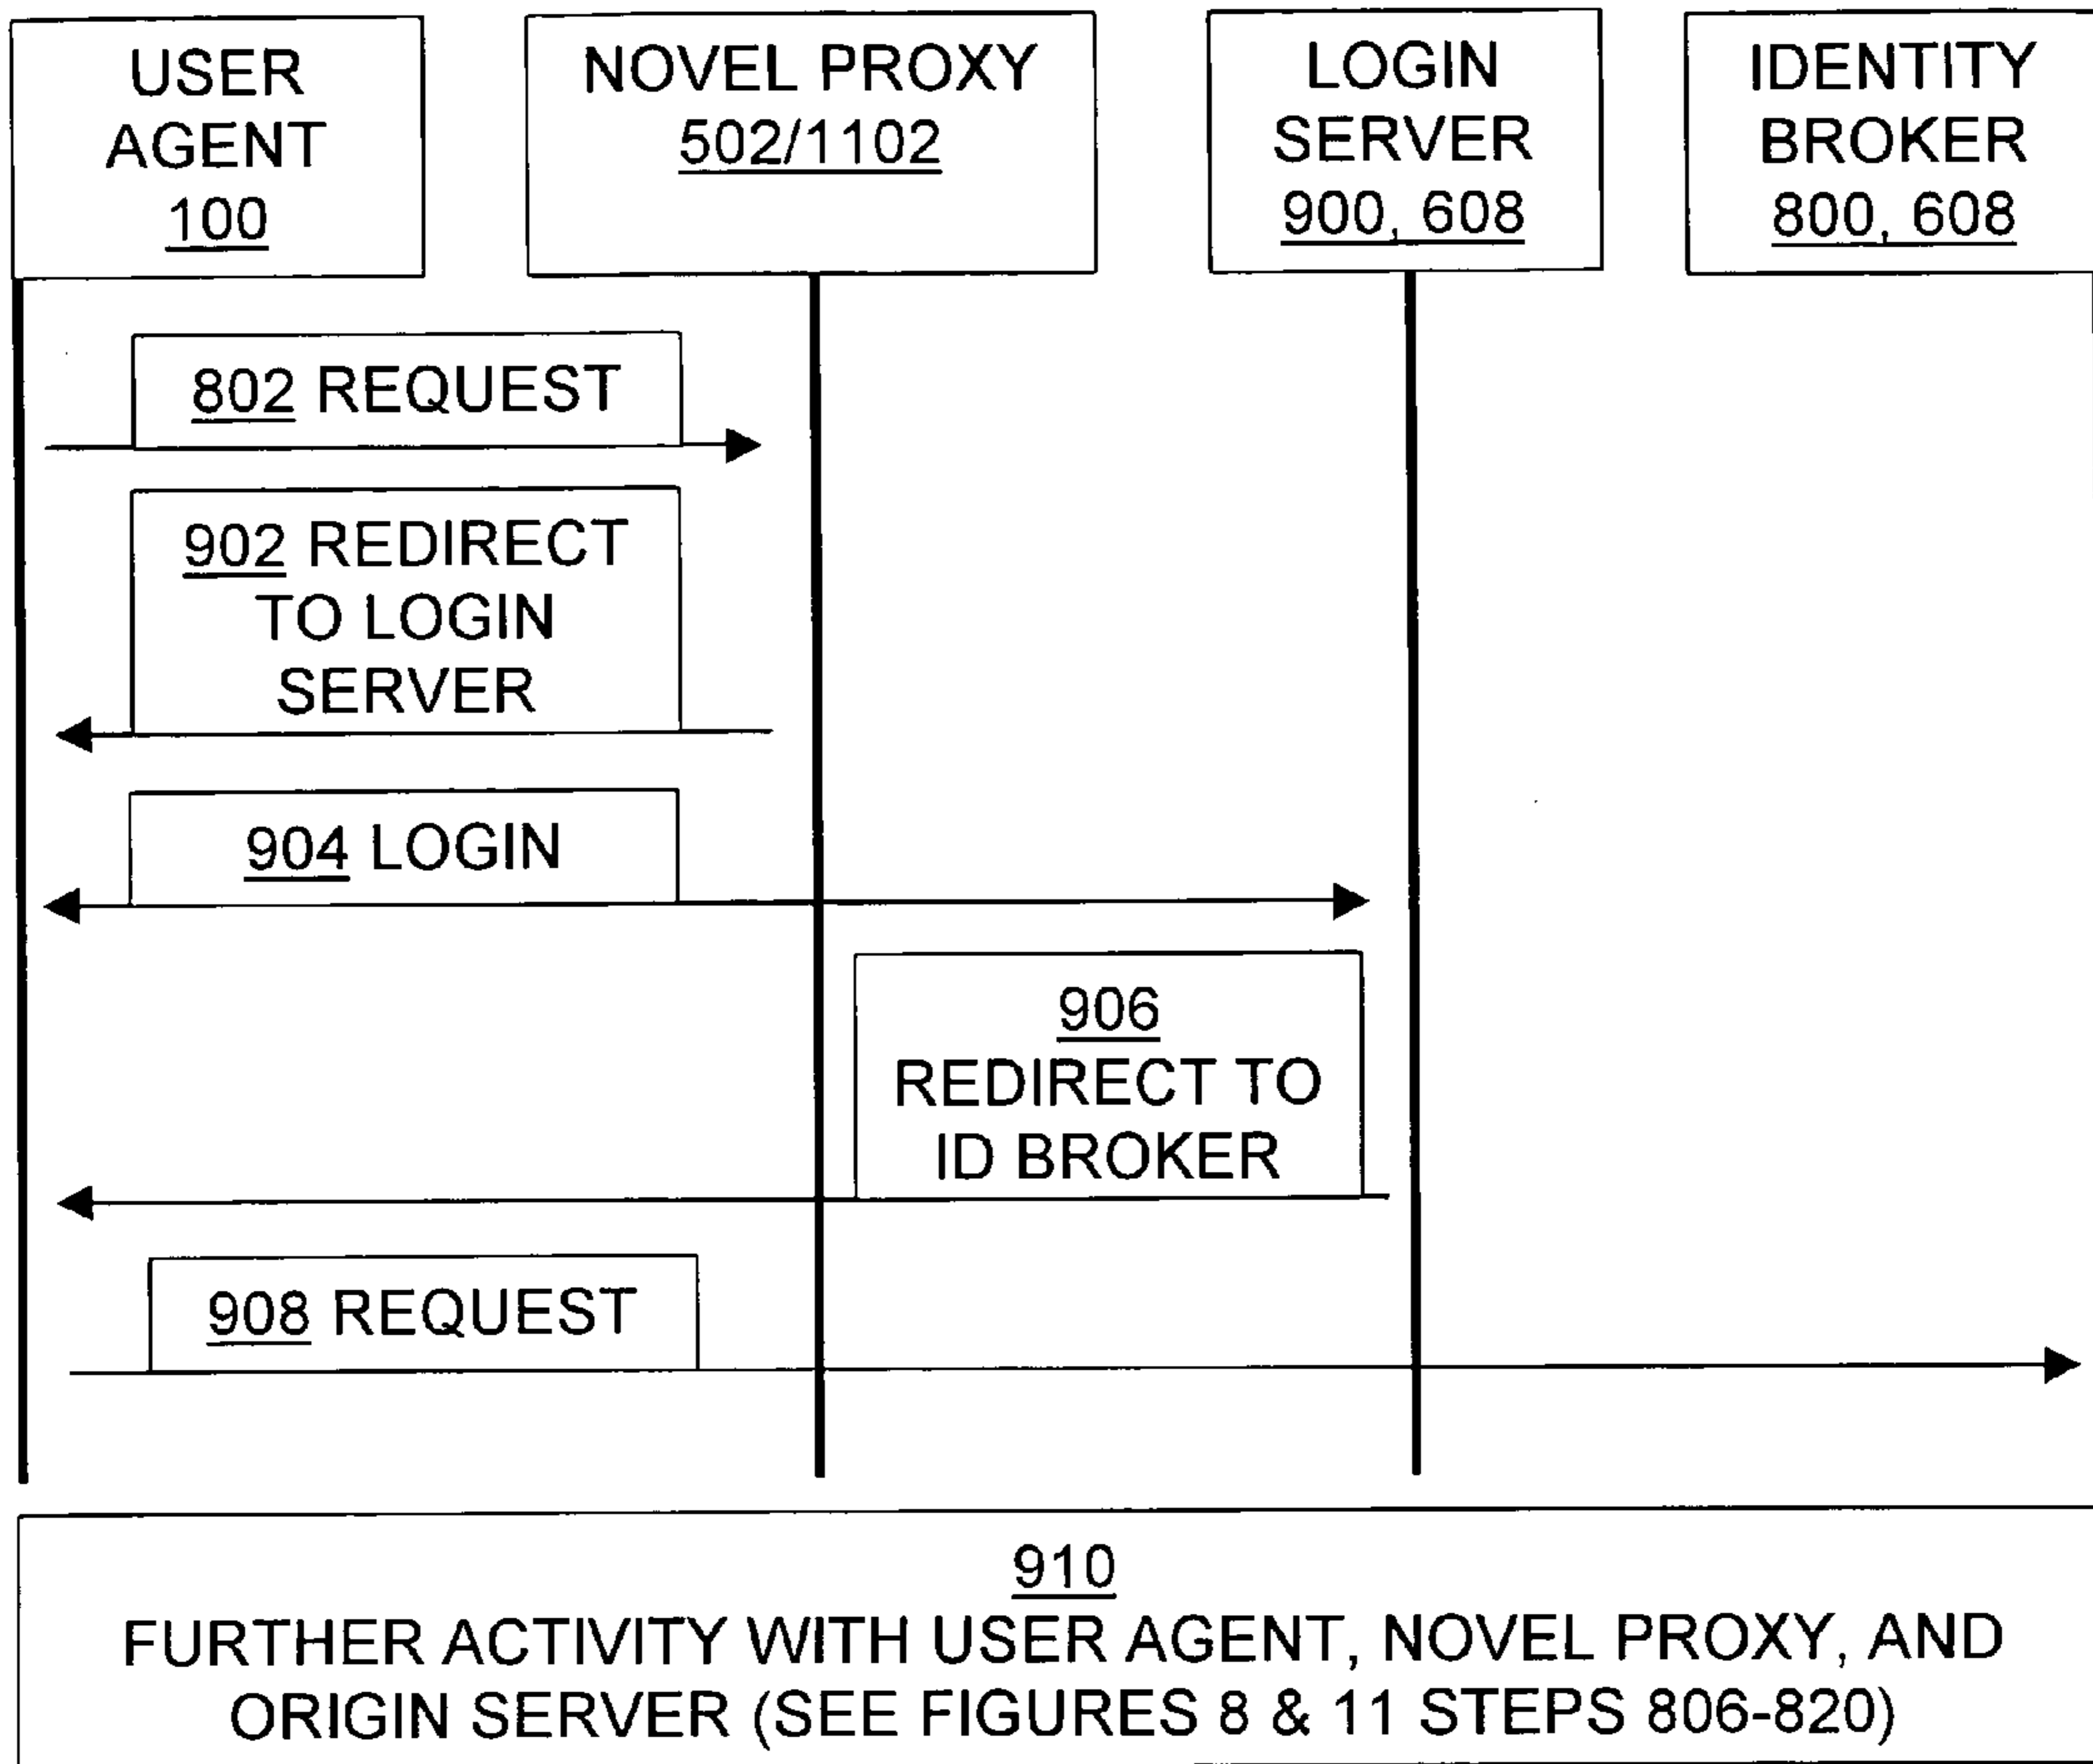 USER
AGENT
100
NOVEL PROXY
502/1102
LOGIN
SERVER
900, 608
IDENTITY
BROKER
800, 608
802 REQUEST
902 REDIRECT
TO LOGIN
SERVER
904 LOGIN
906
REDIRECT TO
ID BROKER
908 REQUEST
910
FURTHER ACTIVITY WITH USER AGENT, NOVEL PROXY, AND
ORIGIN SERVER (SEE FIGURES 8 & 11 STEPS 806-820)